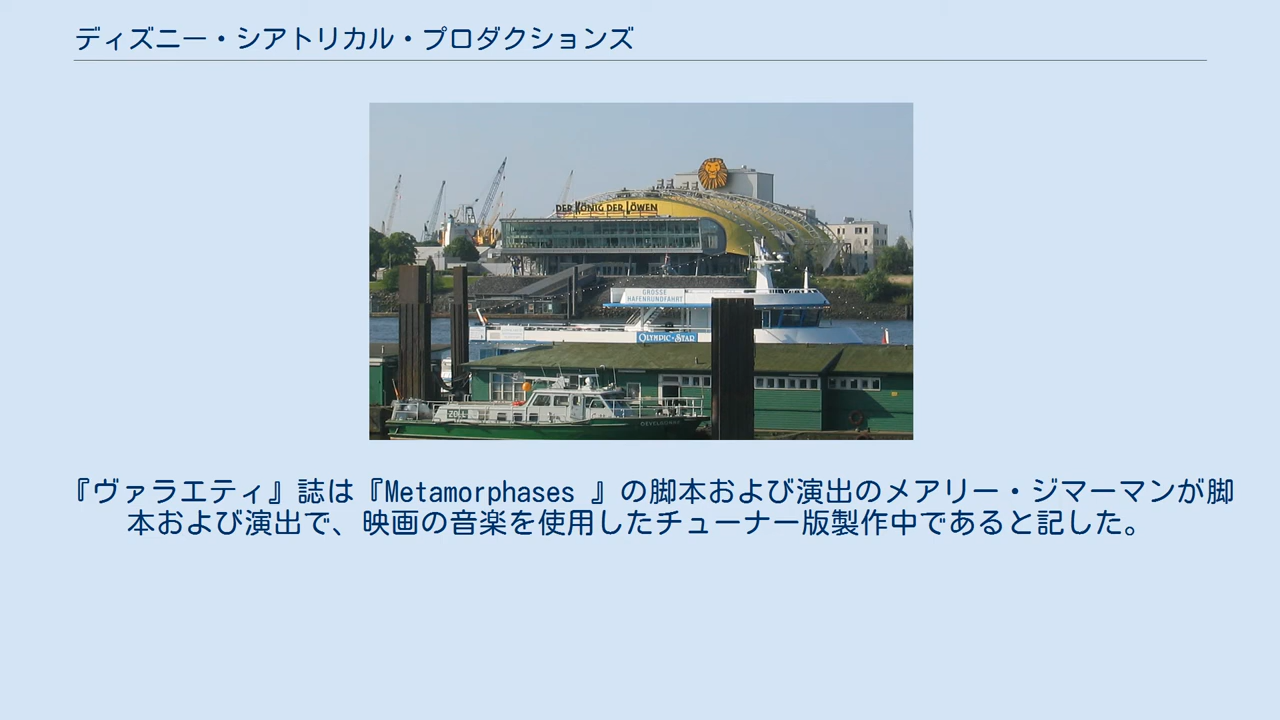 ディズニー・シアトリカル・プロダクションズ
DER KÖNIG DER LÖWEN
GROSSE
HAFENRUNDFAHRT
OLYMPIC-STAR
ZOLL
『ヴァラエティ』誌は『Metamorphases 』の脚本および演出のメアリー・ジマーマンが脚
本および演出で、映画の音楽を使用したチューナー版製作中であると記した。